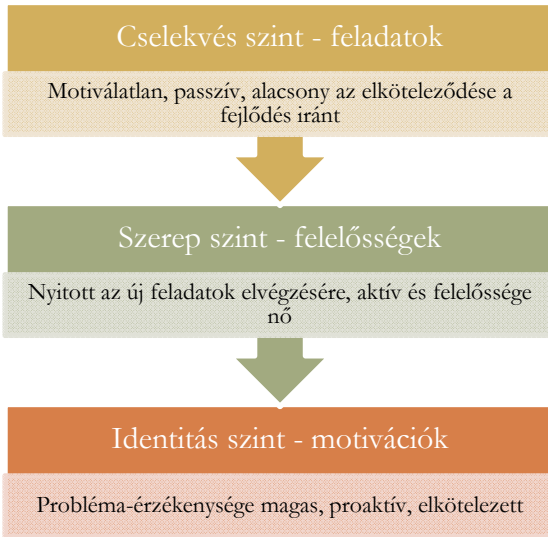 Cselekvés szint - feladatok
Motiválatlan, passzív, alacsony az elköteleződése a
fejlődés iránt
Szerep szint - felelősségek
Nyitott az új feladatok elvégzésére, aktív és felelőssége
nő
Identitás szint - motivációk
Probléma-érzékenysége magas, proaktív, elkötelezett